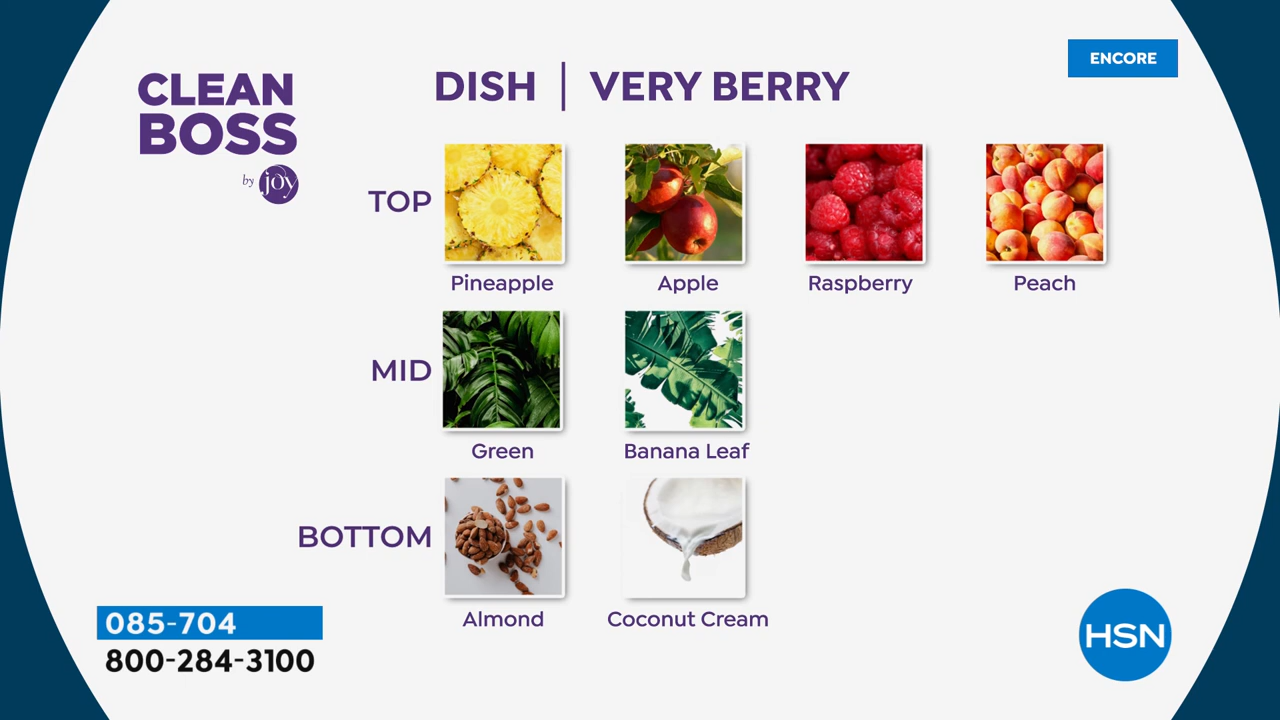 CLEAN
BOSS
by joy
DISH | VERY BERRY
ENCORE
TOP
Pineapple
Apple
Raspberry
Peach
MID
Green
Banana Leaf
BOTTOM
Almond
Coconut Cream
085-704
800-284-3100
HSN